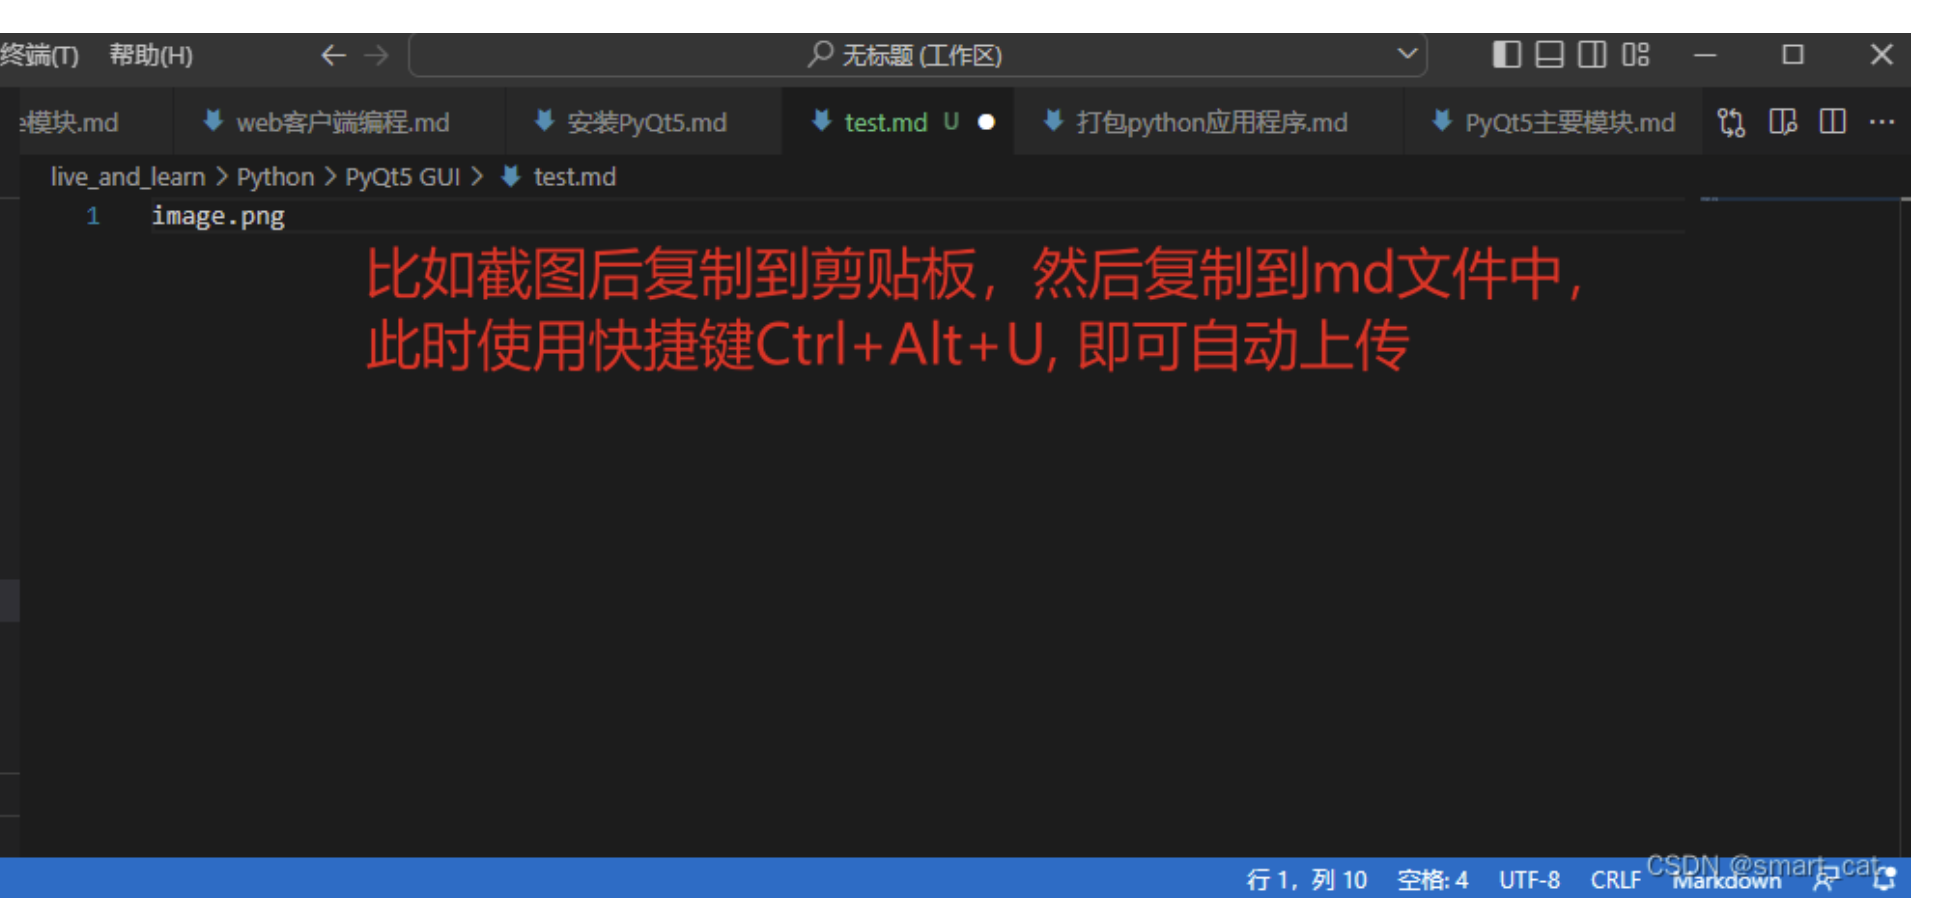 终端(T) 帮助(H) 无标题 (工作区)
模块.md web客户端编程.md 安装PyQt5.md test.md U 打包python应用程序.md PyQt5主要模块.md
live_and_learn > Python > PyQt5 GUI > test.md
1 image.png
比如截图后复制到剪贴板，然后复制到md文件中，
此时使用快捷键Ctrl+Alt+U, 即可自动上传
行 1，列 10 空格: 4 UTF-8 CRLF Markdown
CSDN @smart_cat